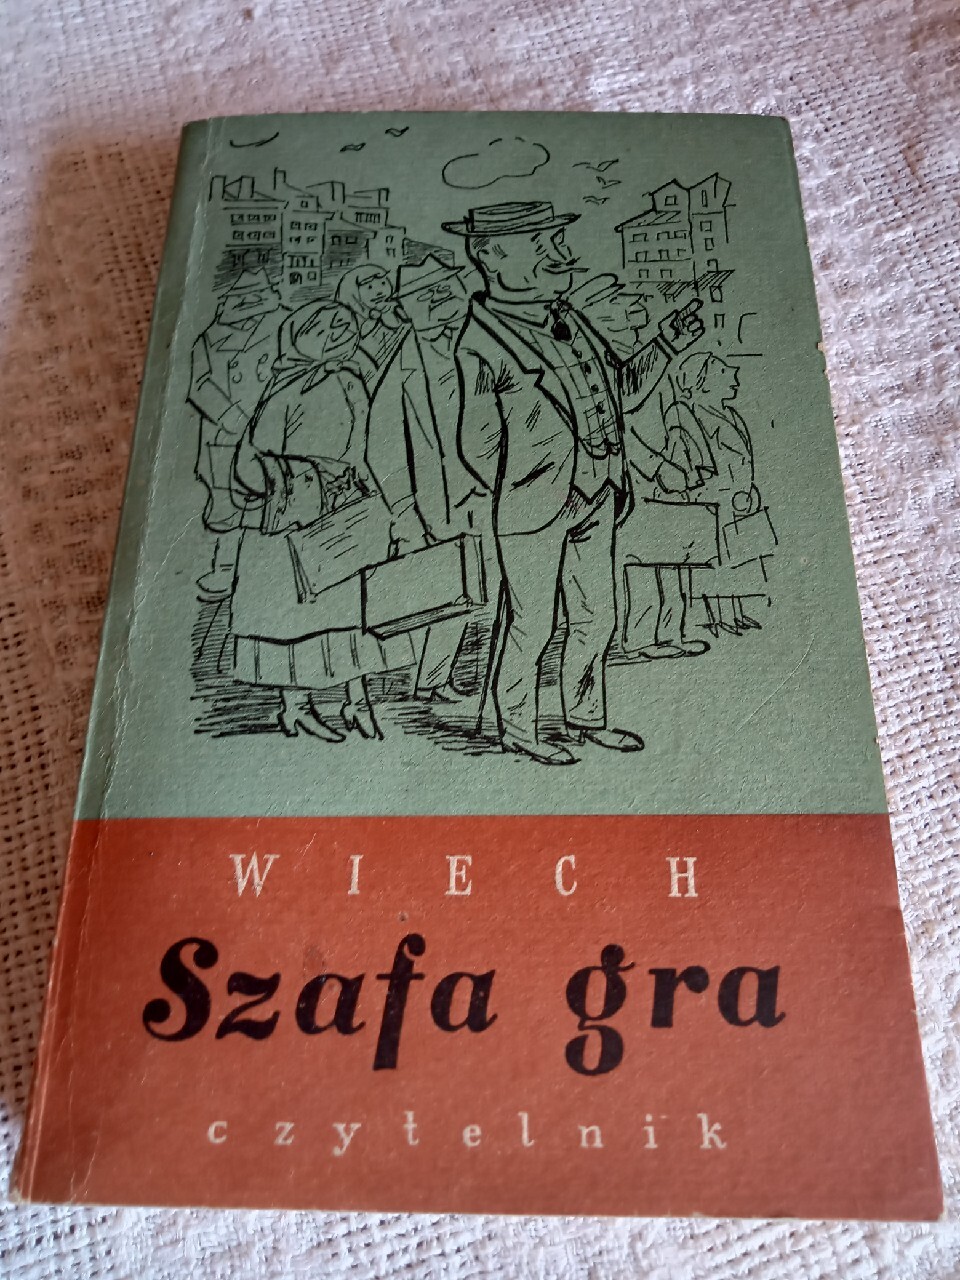 WIECH
Szafa gra
czytelnik